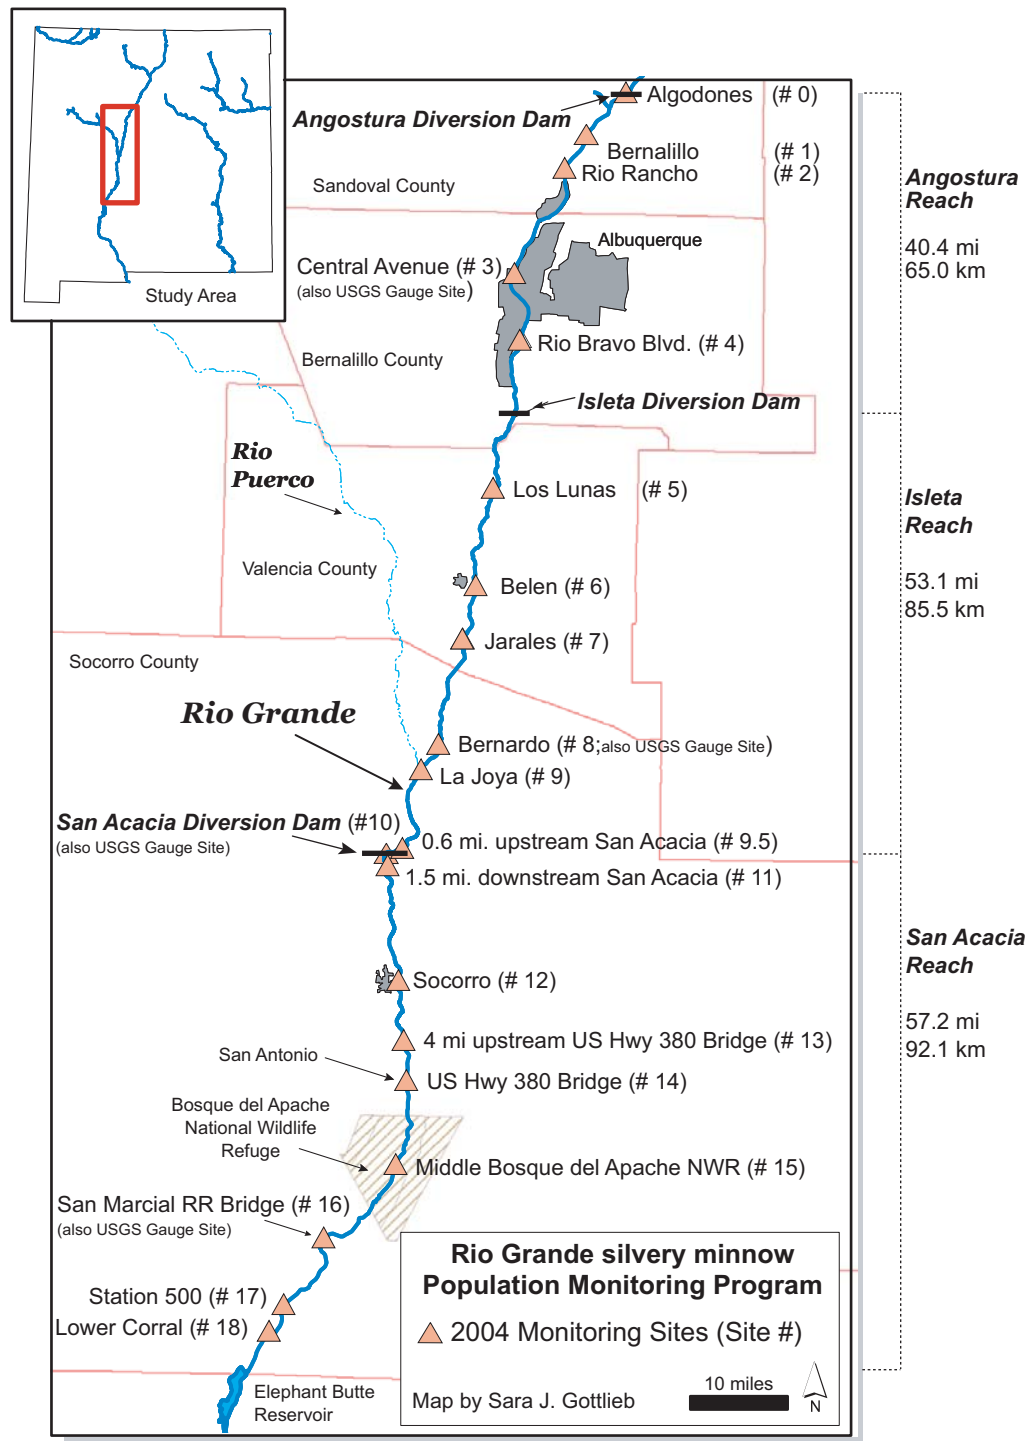 Study Area
Algodones (# 0)
Angostura Diversion Dam
Bernalillo (# 1)
Rio Rancho (# 2)
Sandoval County
Angostura
Reach
40.4 mi
65.0 km
Albuquerque
Central Avenue (# 3)
(also USGS Gauge Site)
Rio Bravo Blvd. (# 4)
Bernalillo County
Isleta Diversion Dam
Rio
Puerco
Los Lunas (# 5)
Isleta
Reach
53.1 mi
85.5 km
Valencia County
Belen (# 6)
Jarales (# 7)
Socorro County
Rio Grande
Bernardo (# 8;also USGS Gauge Site)
La Joya (# 9)
San Acacia Diversion Dam (#10)
(also USGS Gauge Site)
0.6 mi. upstream San Acacia (# 9.5)
1.5 mi. downstream San Acacia (# 11)
San Acacia
Reach
57.2 mi
92.1 km
Socorro (# 12)
4 mi upstream US Hwy 380 Bridge (# 13)
San Antonio
US Hwy 380 Bridge (# 14)
Bosque del Apache
National Wildlife
Refuge
Middle Bosque del Apache NWR (# 15)
San Marcial RR Bridge (# 16)
(also USGS Gauge Site)
Station 500 (# 17)
Lower Corral (# 18)
Elephant Butte
Reservoir
Rio Grande silvery minnow
Population Monitoring Program
2004 Monitoring Sites (Site #)
10 miles
Map by Sara J. Gottlieb
N